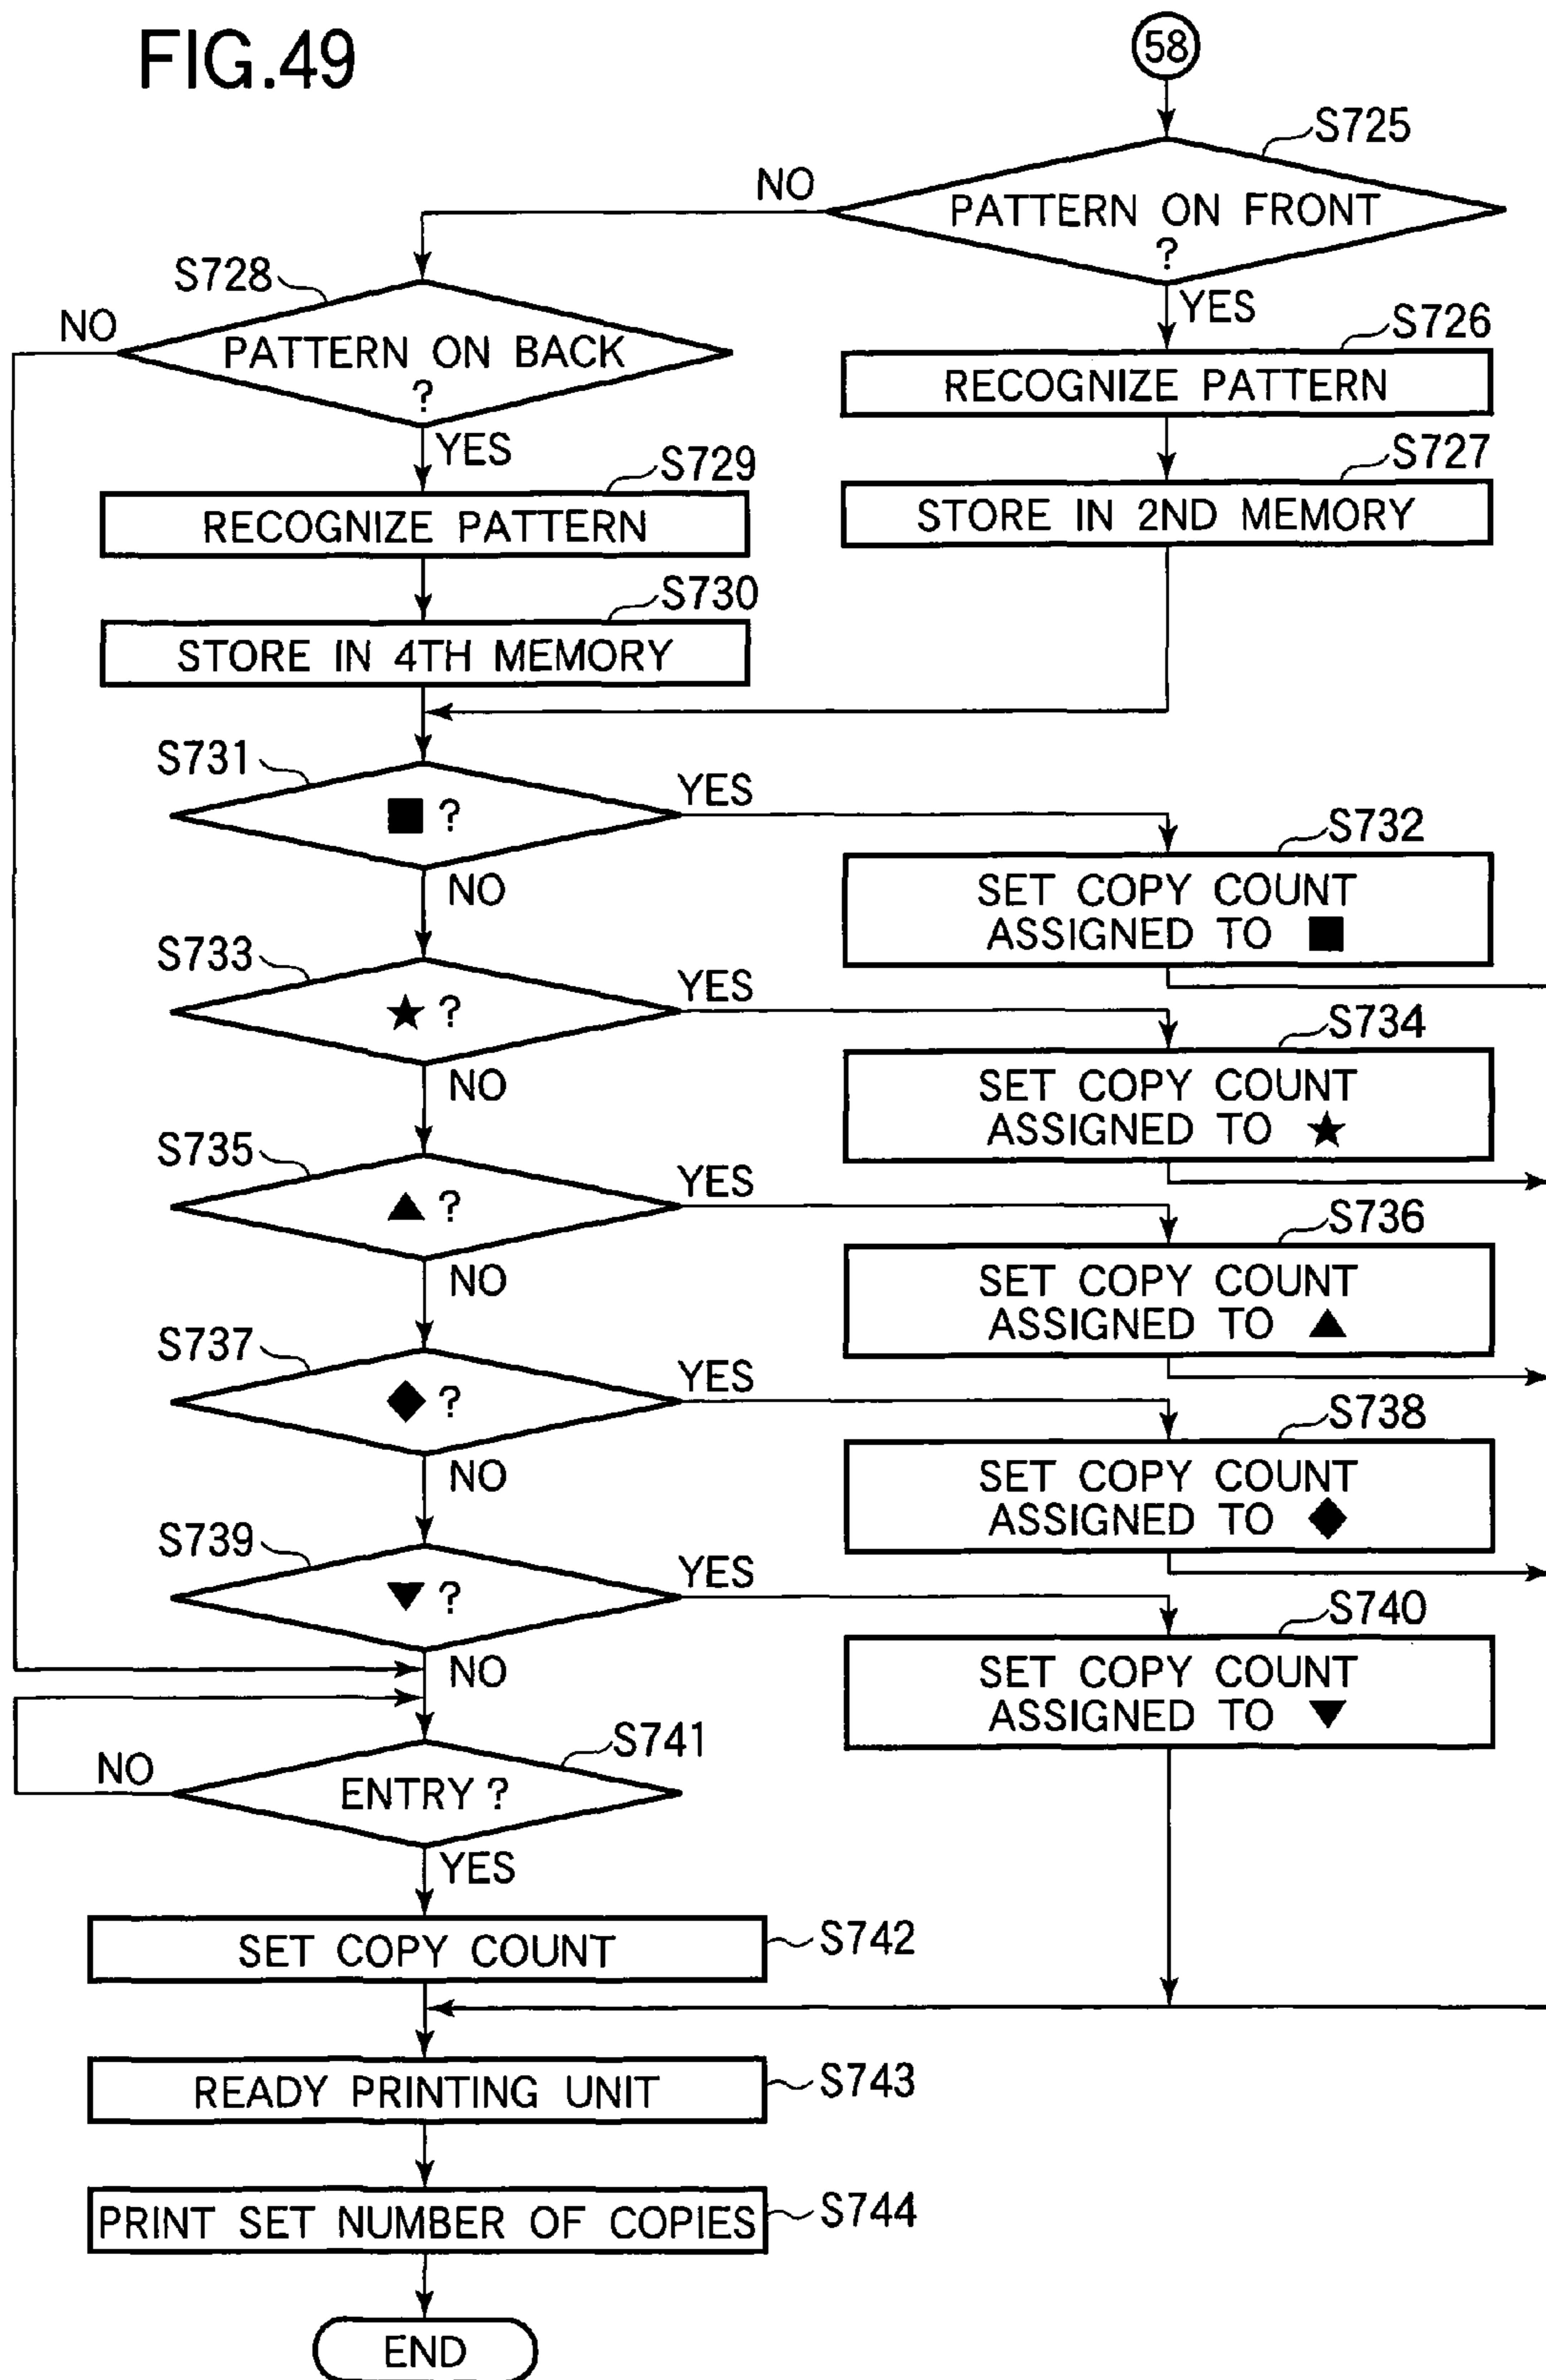 FIG.49
58
S725
NO
PATTERN ON FRONT
?
YES
S728
NO
PATTERN ON BACK
?
YES
S726
RECOGNIZE PATTERN
S727
STORE IN 2ND MEMORY
S729
RECOGNIZE PATTERN
S730
STORE IN 4TH MEMORY
S731
■ ?
YES
NO
S732
SET COPY COUNT
ASSIGNED TO ■
S733
★ ?
YES
NO
S734
SET COPY COUNT
ASSIGNED TO ★
S735
▲ ?
YES
NO
S736
SET COPY COUNT
ASSIGNED TO ▲
S737
◆ ?
YES
NO
S738
SET COPY COUNT
ASSIGNED TO ◆
S739
▼ ?
YES
NO
S740
SET COPY COUNT
ASSIGNED TO ▼
S741
NO
ENTRY ?
YES
SET COPY COUNT
S742
READY PRINTING UNIT
S743
PRINT SET NUMBER OF COPIES
S744
END